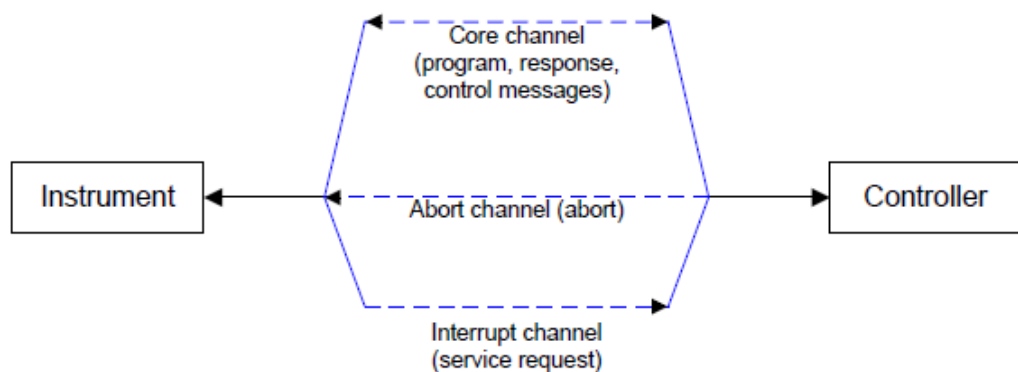 Core channel
(program, response,
control messages)
Instrument
Abort channel (abort)
Controller
Interrupt channel
(service request)